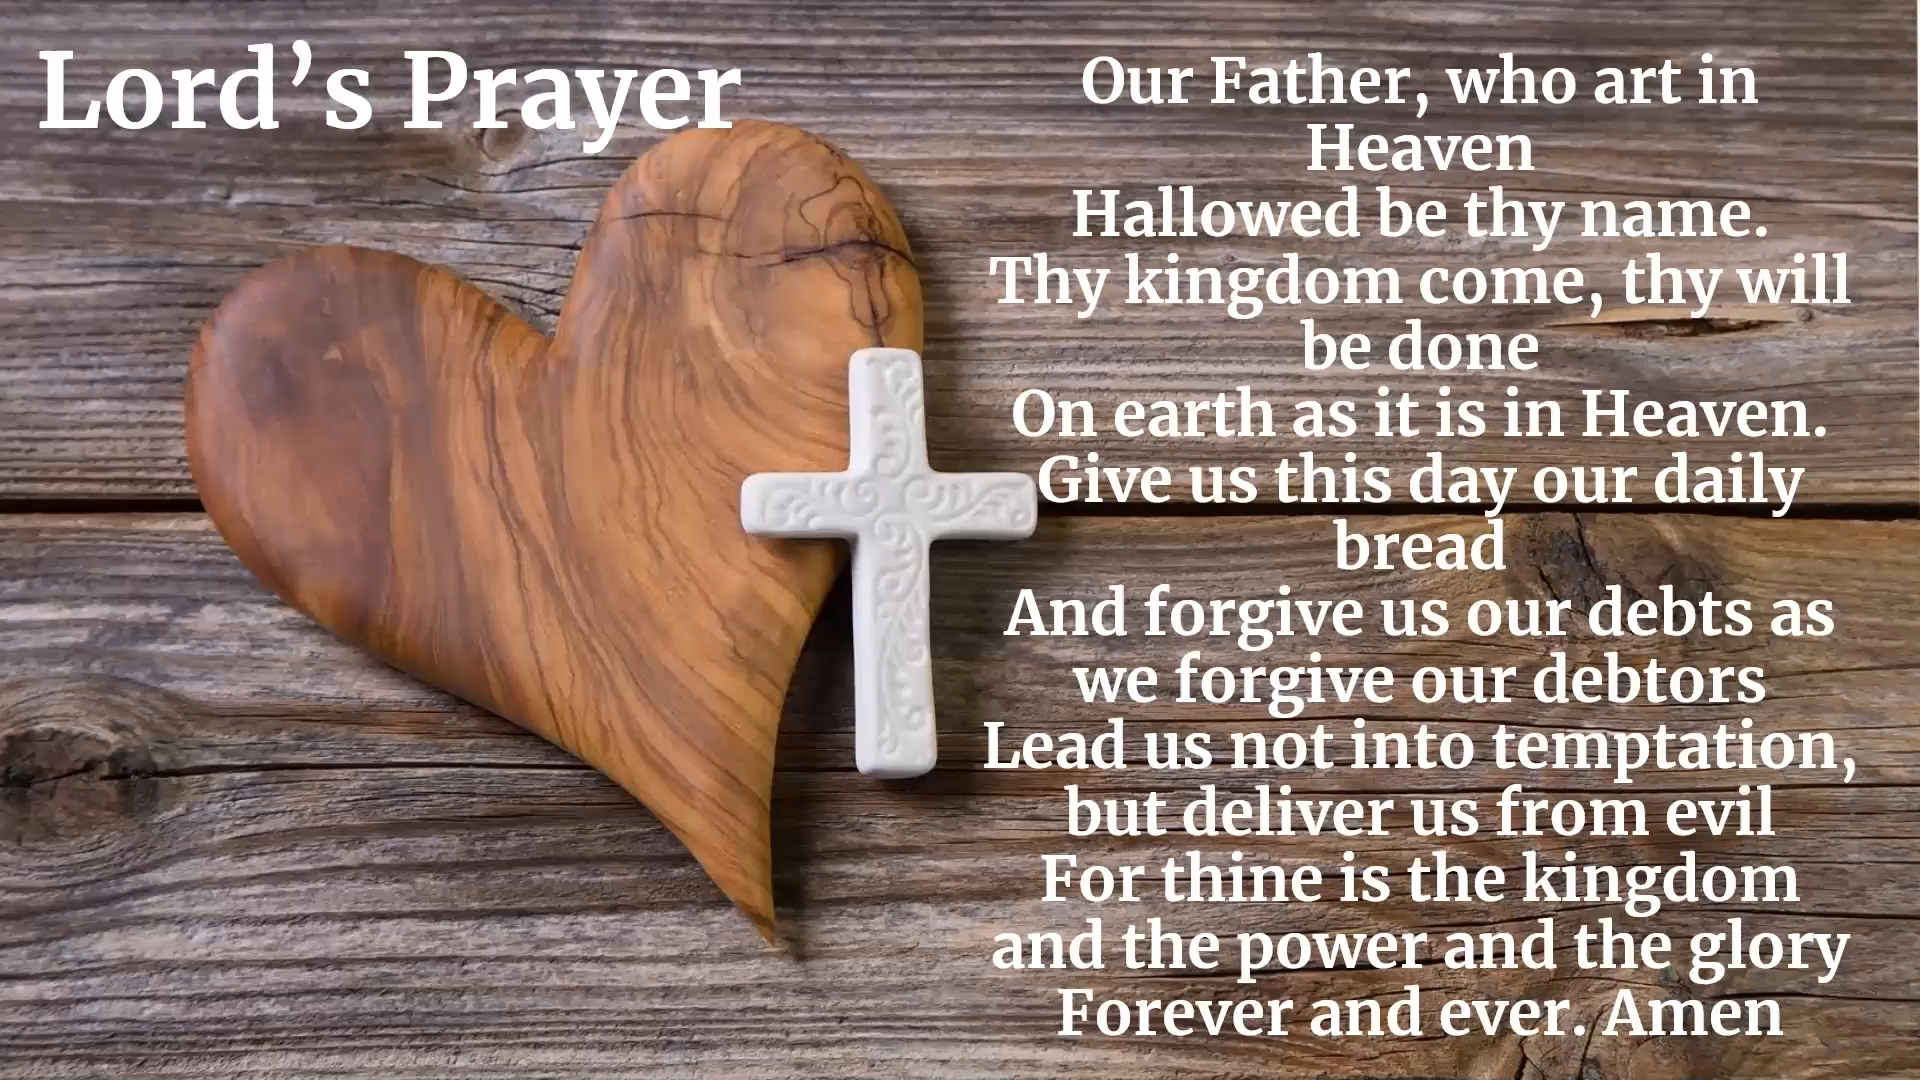 Lord’s Prayer
Our Father, who art in
Heaven
Hallowed be thy name.
Thy kingdom come, thy will
be done
On earth as it is in Heaven.
Give us this day our daily
bread
And forgive us our debts as
we forgive our debtors
Lead us not into temptation,
but deliver us from evil
For thine is the kingdom
and the power and the glory
Forever and ever. Amen